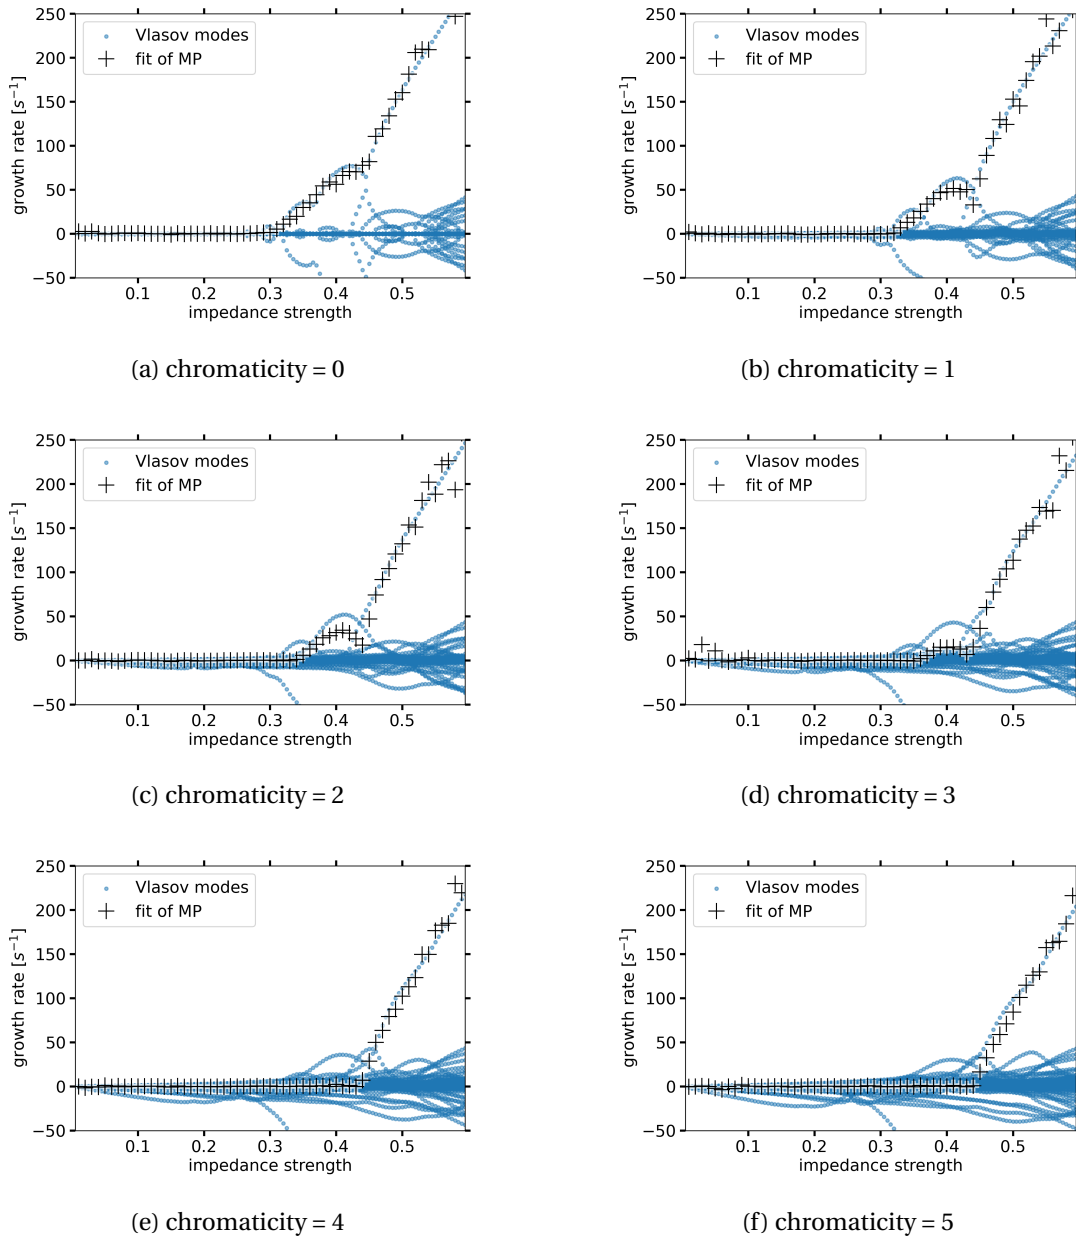 250
200
150
100
50
0
−50
growth rate [s⁻¹]
Vlasov modes
fit of MP
0.1 0.2 0.3 0.4 0.5
impedance strength
(a) chromaticity = 0
250
200
150
100
50
0
−50
growth rate [s⁻¹]
Vlasov modes
fit of MP
0.1 0.2 0.3 0.4 0.5
impedance strength
(b) chromaticity = 1
250
200
150
100
50
0
−50
growth rate [s⁻¹]
Vlasov modes
fit of MP
0.1 0.2 0.3 0.4 0.5
impedance strength
(c) chromaticity = 2
250
200
150
100
50
0
−50
growth rate [s⁻¹]
Vlasov modes
fit of MP
0.1 0.2 0.3 0.4 0.5
impedance strength
(d) chromaticity = 3
250
200
150
100
50
0
−50
growth rate [s⁻¹]
Vlasov modes
fit of MP
0.1 0.2 0.3 0.4 0.5
impedance strength
(e) chromaticity = 4
250
200
150
100
50
0
−50
growth rate [s⁻¹]
Vlasov modes
fit of MP
0.1 0.2 0.3 0.4 0.5
impedance strength
(f) chromaticity = 5